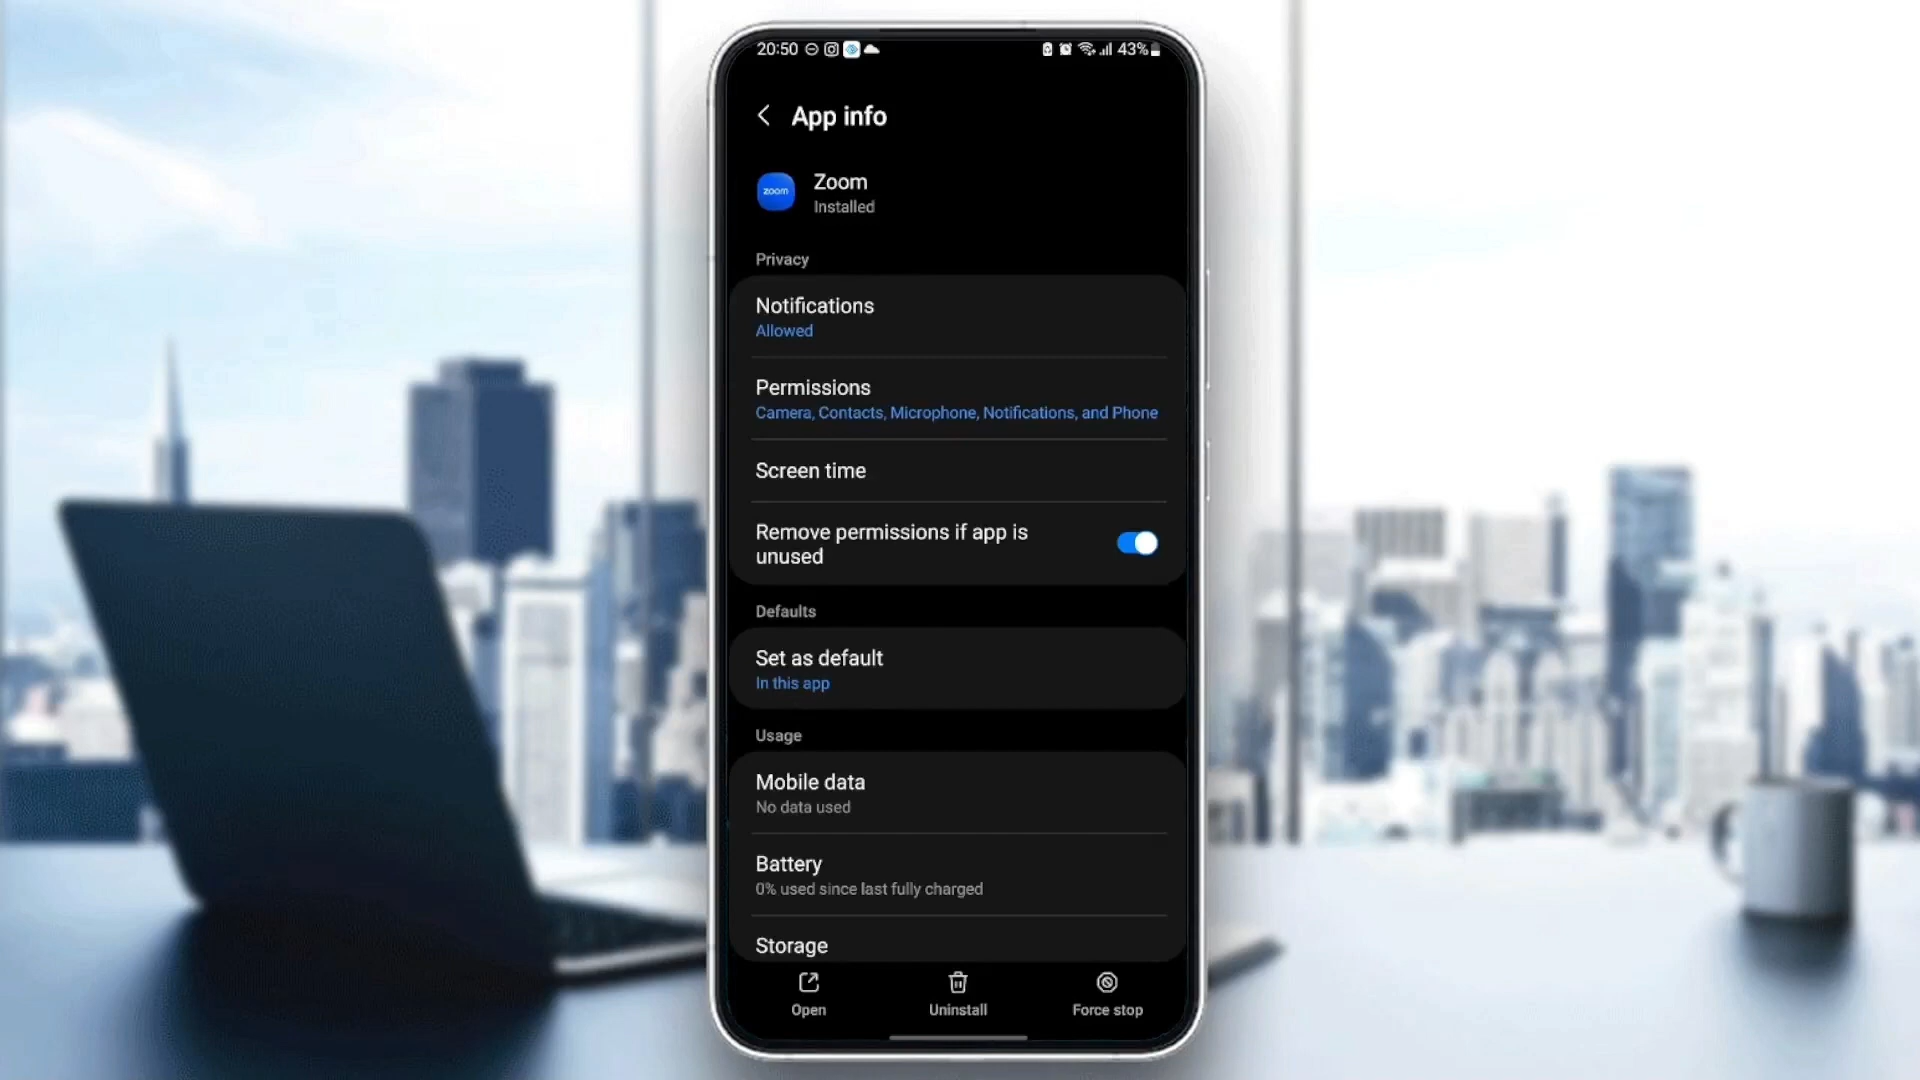 20:50
43%
App info
zoom
Zoom
Installed
Privacy
Notifications
Allowed
Permissions
Camera, Contacts, Microphone, Notifications, and Phone
Screen time
Remove permissions if app is
unused
Defaults
Set as default
In this app
Usage
Mobile data
No data used
Battery
0% used since last fully charged
Storage
Open
Uninstall
Force stop